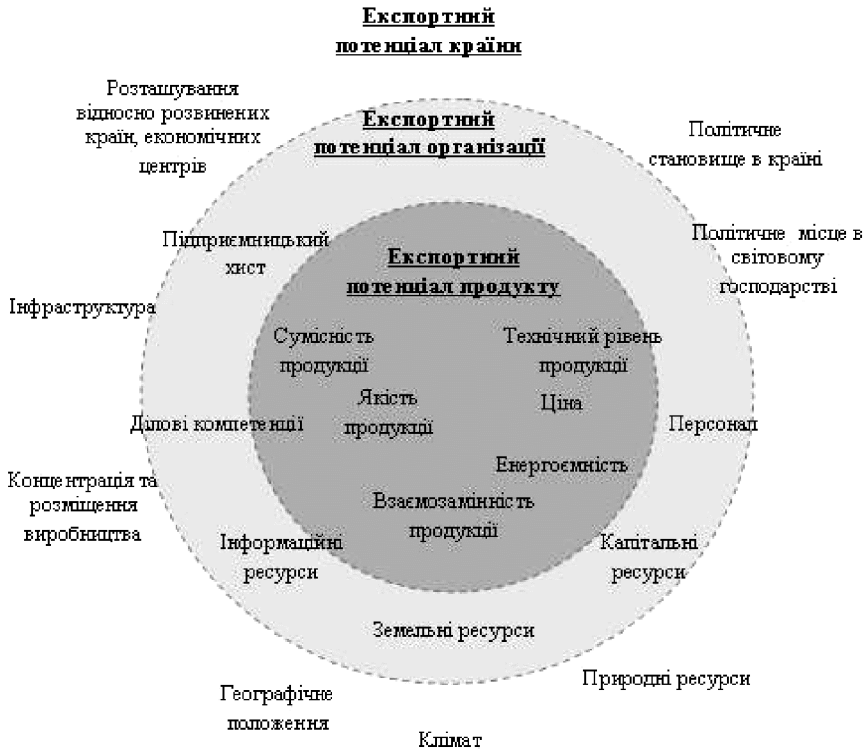 Експортний
потенціал країни
Розташування
відносно розвинених
країн, економічних
центрів
Експортний
потенціал організації
Політичне
становище в країні
Підприємницький
хист
Експортний
потенціал продукту
Політичне місце в
світовому
господарстві
Інфраструктура
Сумісність
продукції
Технічний рівень
продукції
Якість
продукції
Ціна
Ділові компетенції
Персонал
Енергоємність
Концентрація та
розміщення
виробництва
Взаємозамінність
продукції
Інформаційні
ресурси
Капітальні
ресурси
Земельні ресурси
Природні ресурси
Географічне
положення
Клімат